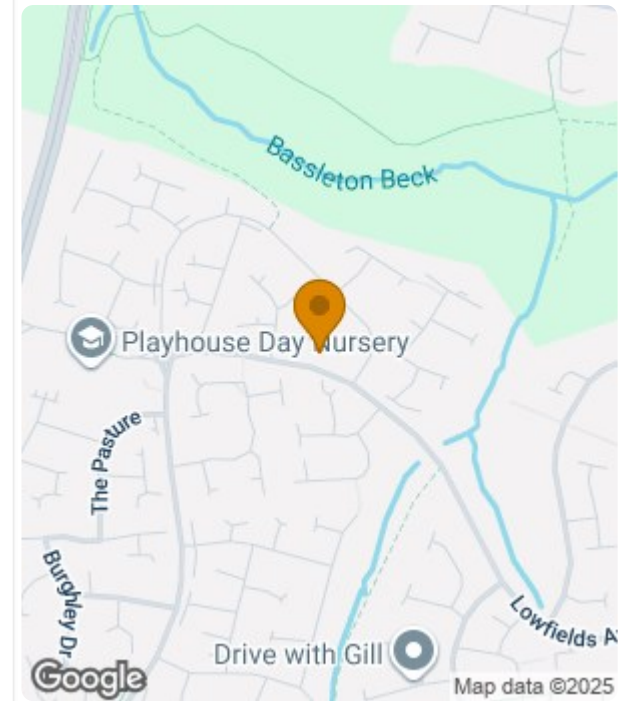 Bassleton Beck
Playhouse Day Nursery
The Pasture
Burghley Dr
Lowfields A
Drive with Gill
Google
Map data ©2025